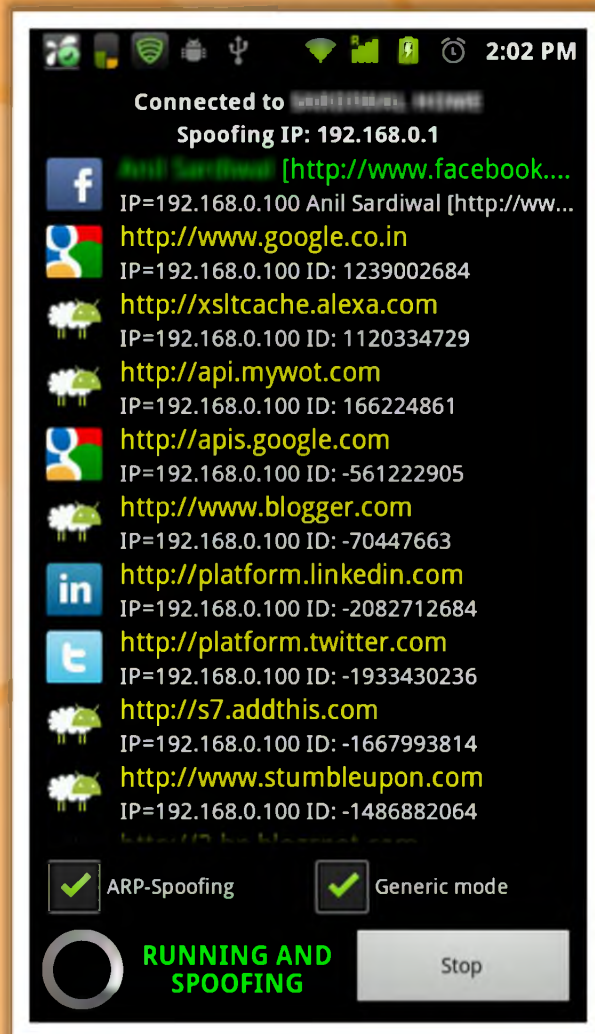 R
2:02 PM
Connected to
Spoofing IP: 192.168.0.1
f
[http://www.facebook....
IP=192.168.0.100 Anil Sardiwal [http://ww...
http://www.google.co.in
IP=192.168.0.100 ID: 1239002684
http://xsltcache.alexa.com
IP=192.168.0.100 ID: 1120334729
http://api.mywot.com
IP=192.168.0.100 ID: 166224861
http://apis.google.com
IP=192.168.0.100 ID: -561222905
http://www.blogger.com
IP=192.168.0.100 ID: -70447663
in
http://platform.linkedin.com
IP=192.168.0.100 ID: -2082712684
t
http://platform.twitter.com
IP=192.168.0.100 ID: -1933430236
http://s7.addthis.com
IP=192.168.0.100 ID: -1667993814
http://www.stumbleupon.com
IP=192.168.0.100 ID: -1486882064
ARP-Spoofing
Generic mode
RUNNING AND
SPOOFING
Stop